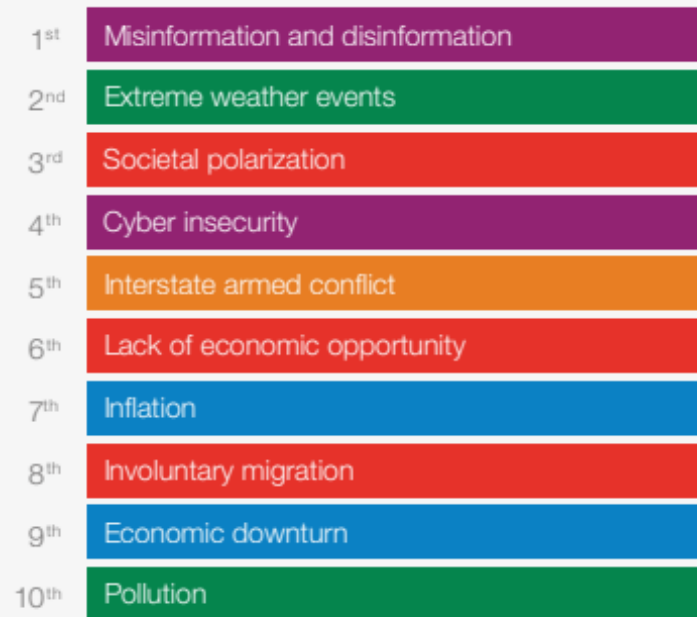 1st Misinformation and disinformation
2nd Extreme weather events
3rd Societal polarization
4th Cyber insecurity
5th Interstate armed conflict
6th Lack of economic opportunity
7th Inflation
8th Involuntary migration
9th Economic downturn
10th Pollution